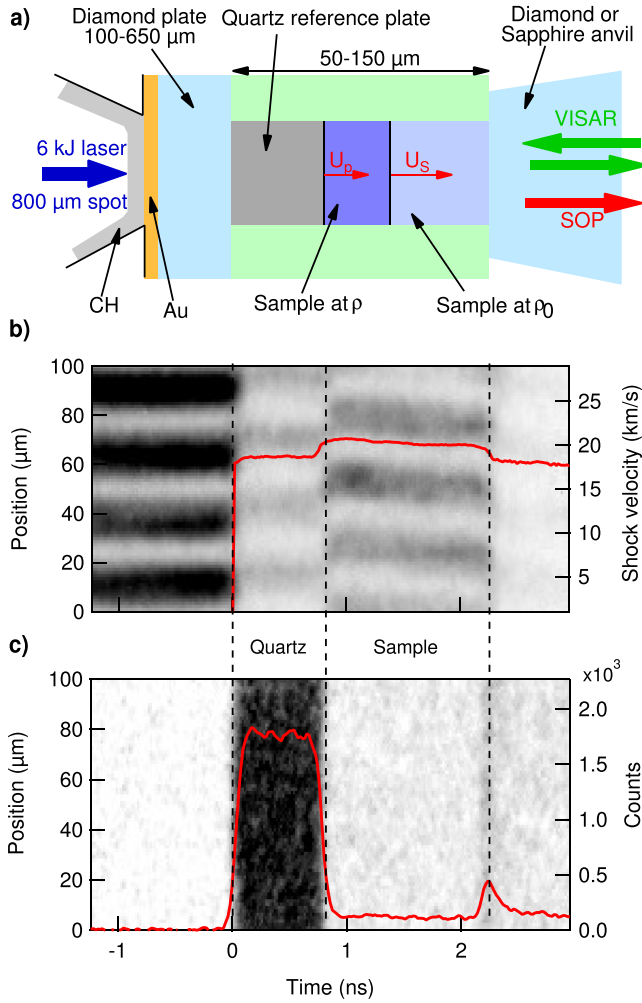 a)
Diamond plate
100-650 µm
Quartz reference plate
Diamond or
Sapphire anvil
50-150 µm
VISAR
6 kJ laser
800 µm spot
Up
US
SOP
CH
Au
Sample at ρ
Sample at ρ0
b)
100
80
60
40
20
0
Position (µm)
25
20
15
10
5
Shock velocity (km/s)
c)
Quartz
Sample
x10³
100
80
60
40
20
0
Position (µm)
2.0
1.5
1.0
0.5
0.0
Counts
-1
0
1
2
Time (ns)